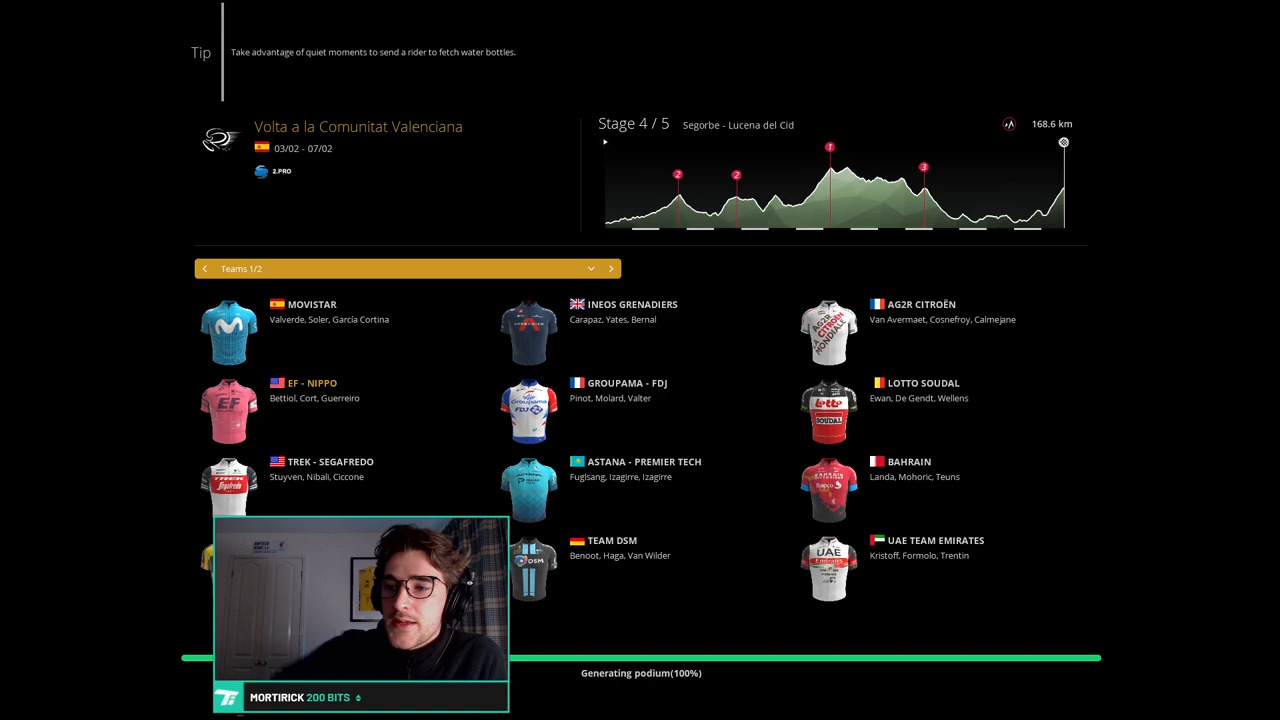 Tip
Take advantage of quiet moments to send a rider to fetch water bottles.
Volta a la Comunitat Valenciana
03/02 - 07/02
2.PRO
Stage 4 / 5 Segorbe - Lucena del Cid 168.6 km
1
2
2
3
Teams 1/2
MOVISTAR
Valverde, Soler, García Cortina
INEOS GRENADIERS
Carapaz, Yates, Bernal
AG2R CITROËN
Van Avermaet, Cosnefroy, Calmejane
EF - NIPPO
Bettiol, Cort, Guerreiro
GROUPAMA - FDJ
Pinot, Molard, Valter
LOTTO SOUDAL
Ewan, De Gendt, Wellens
TREK - SEGAFREDO
Stuyven, Nibali, Ciccone
ASTANA - PREMIER TECH
Fuglsang, Izagirre, Izagirre
BAHRAIN
Landa, Mohoric, Teuns
TEAM DSM
Benoot, Haga, Van Wilder
UAE TEAM EMIRATES
Kristoff, Formolo, Trentin
Generating podium(100%)
MORTIRICK 200 BITS